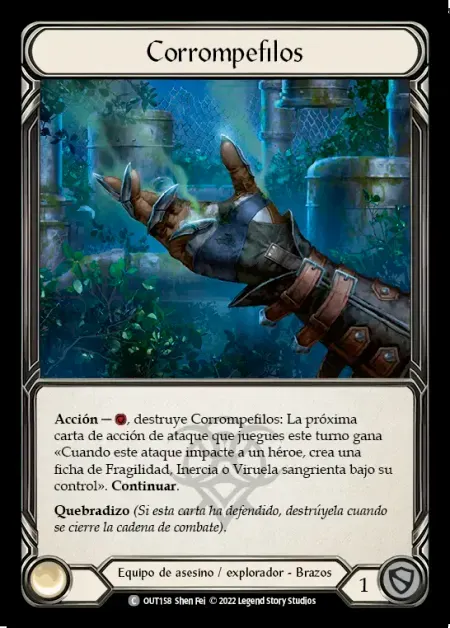 Corrompefilos
Acción — , destruye Corrompefilos: La próxima
carta de acción de ataque que juegues este turno gana
«Cuando este ataque impacte a un héroe, crea una
ficha de Fragilidad, Inercia o Viruela sangrienta bajo su
control». Continuar.
Quebradizo (Si esta carta ha defendido, destrúyela cuando
se cierre la cadena de combate).
Equipo de asesino / explorador - Brazos
1
C OUT158 Shen Fei © 2022 Legend Story Studios